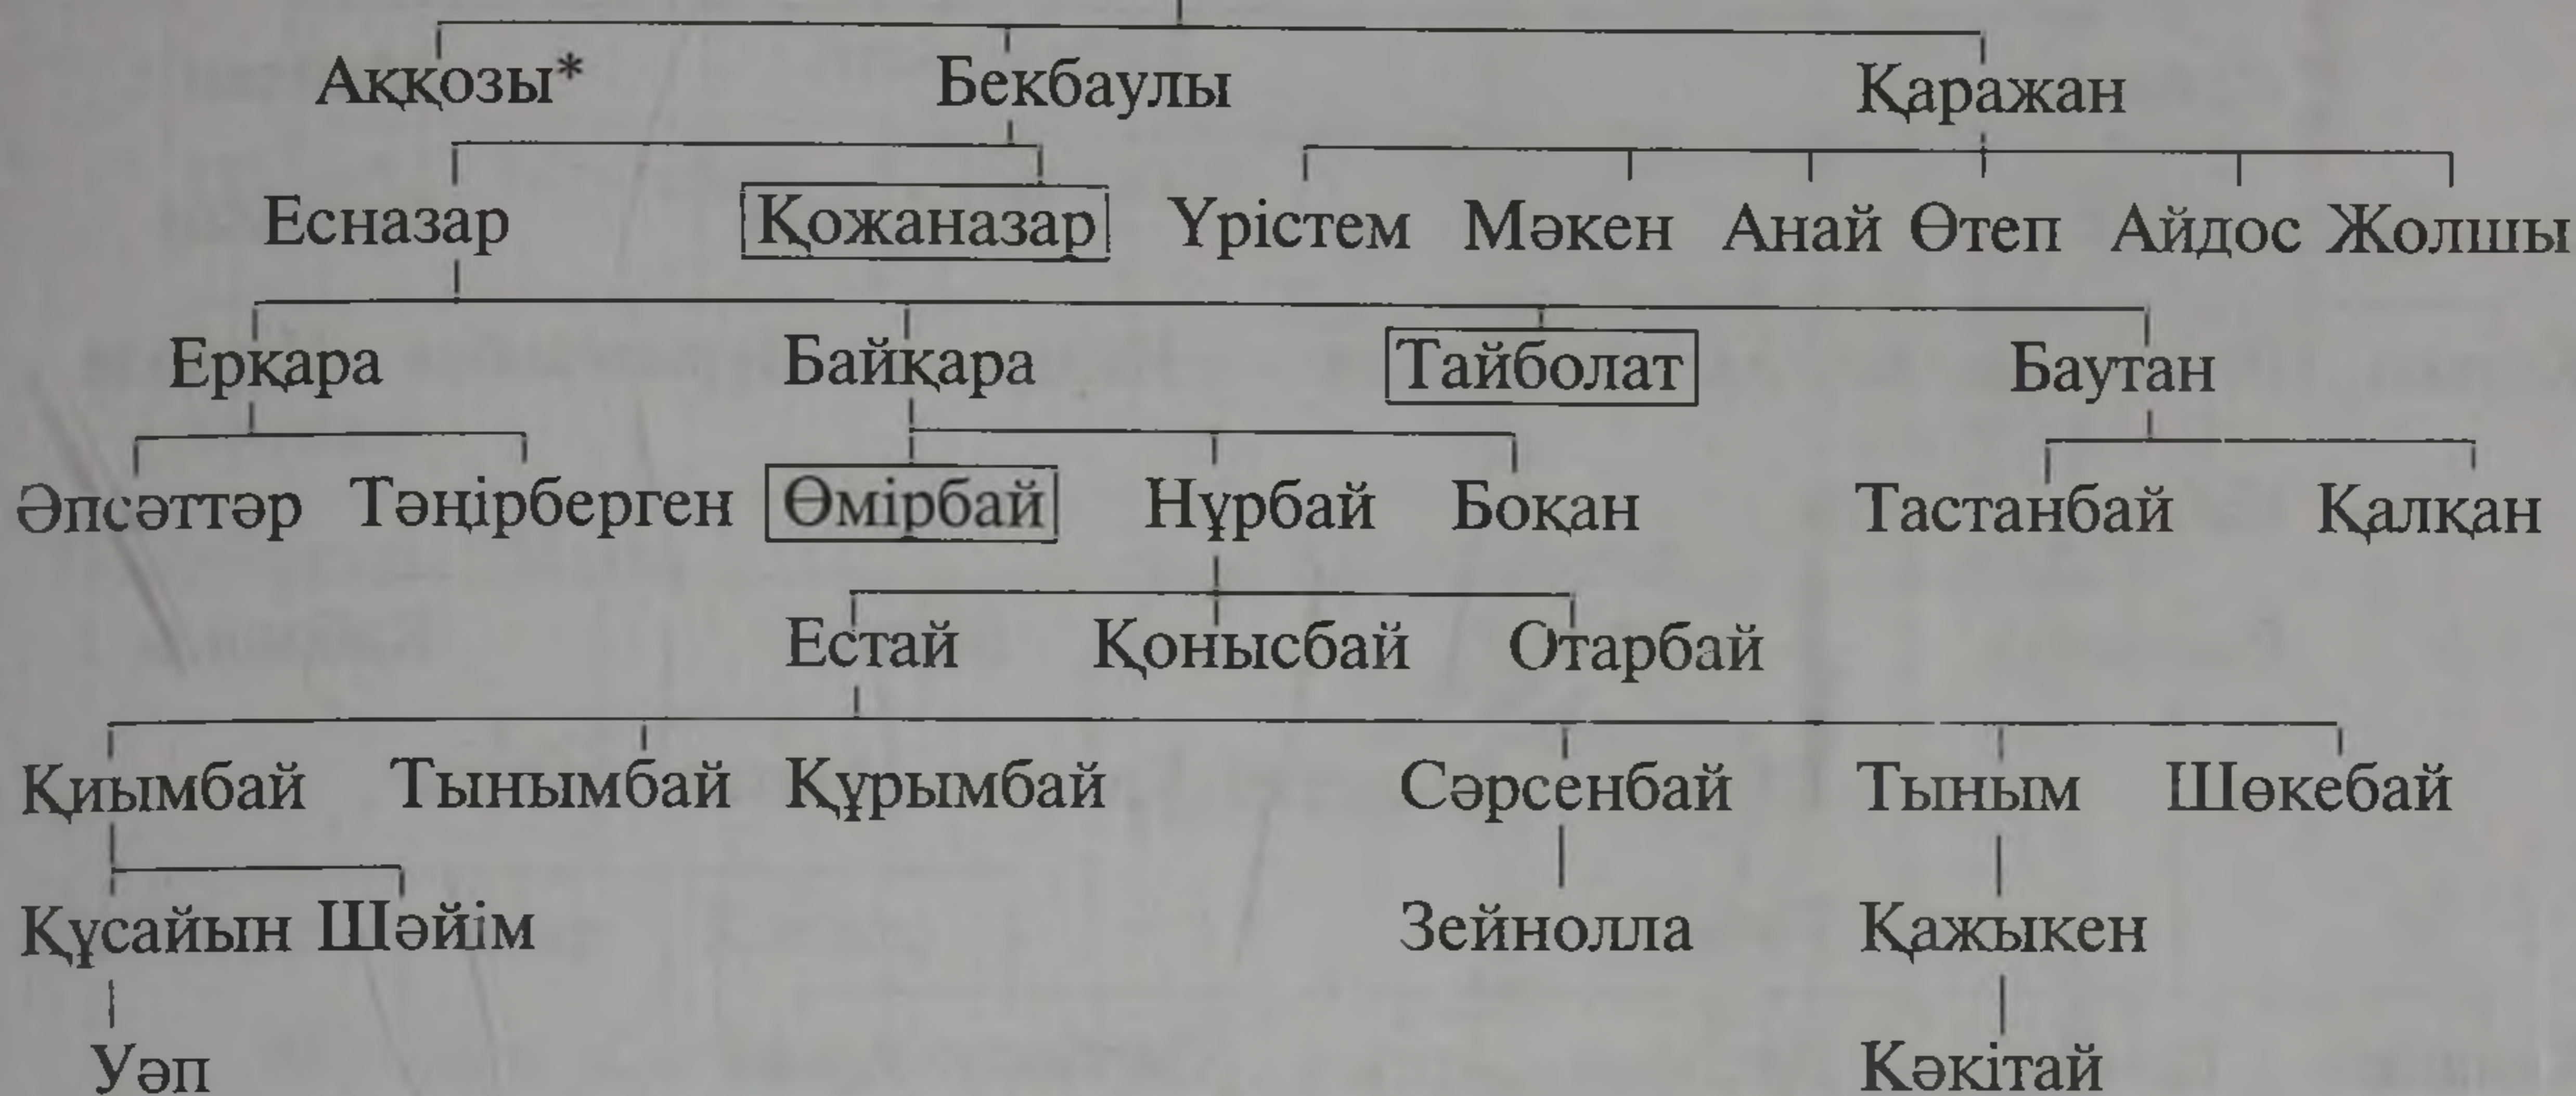 Аққозы* Бекбаулы Қаражан
Есназар Қожаназар Үрістем Мәкен Анай Өтеп Айдос Жолшы
Ерқара Байқара Тайболат Баутан
Әпсәттәр Тәңірберген Өмірбай Нұрбай Боқан Тастанбай Қалқан
Естай Қонысбай Отарбай
Қиымбай Тынымбай Құрымбай Сәрсенбай Тыным Шөкебай
Құсайын Шәйім Зейнолла Қажыкен
Уәп Кәкітай